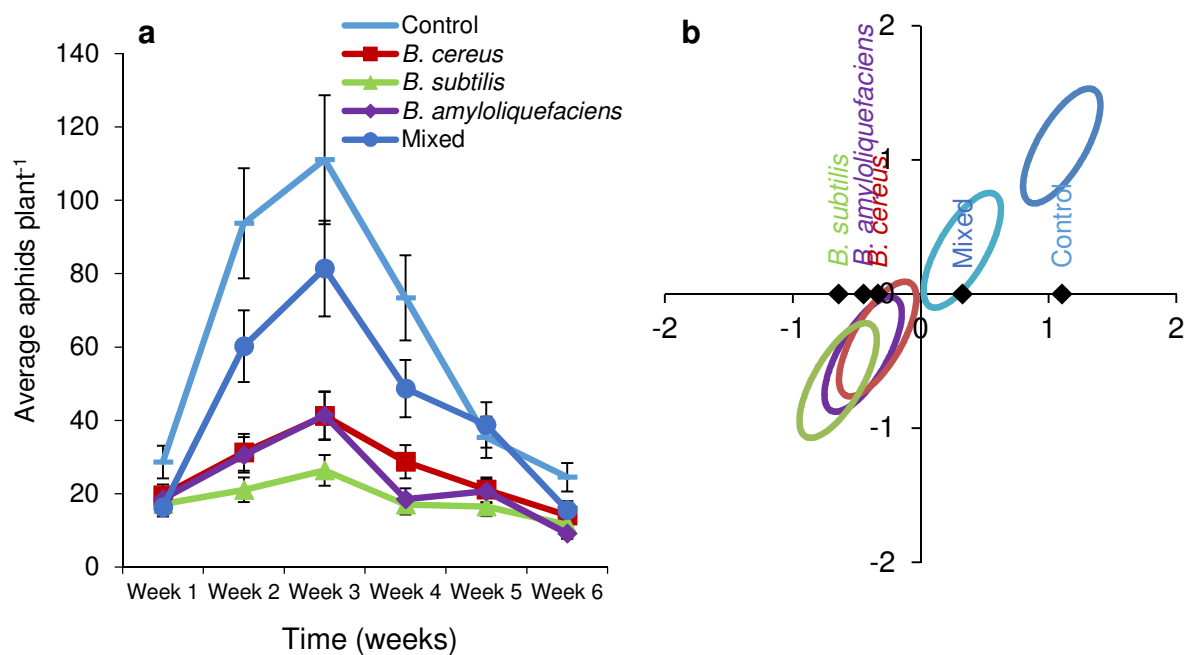 a
Control
B. cereus
B. subtilis
B. amyloliquefaciens
Mixed
140
120
100
80
60
40
20
0
Average aphids plant⁻¹
Week 1 Week 2 Week 3 Week 4 Week 5 Week 6
Time (weeks)
b
B. subtilis
B. amyloliquefaciens
B. cereus
Mixed
Control
2
1
0
-1
-2
-2 -1 0 1 2